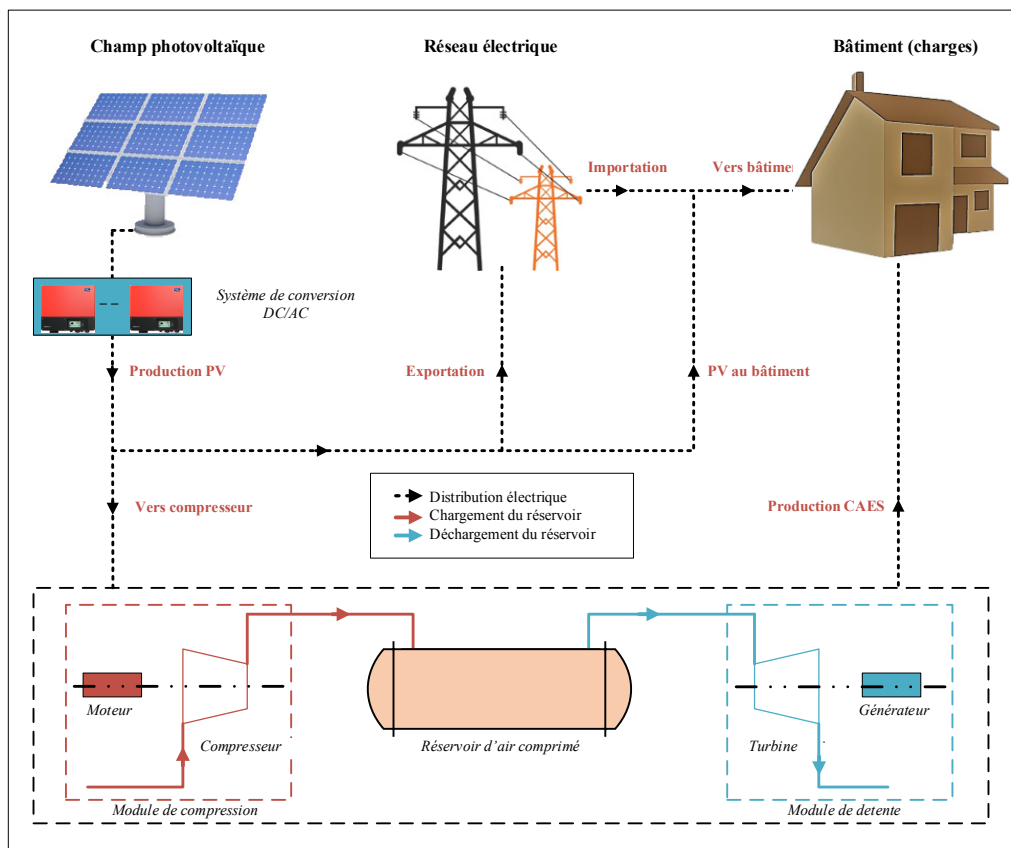 Champ photovoltaïque
Réseau électrique
Bâtiment (charges)
Importation
Vers bâtime
Système de conversion
DC/AC
Production PV
Exportation
PV au bâtiment
Distribution électrique
Chargement du réservoir
Déchargement du réservoir
Vers compresseur
Production CAES
Moteur
Compresseur
Réservoir d'air comprimé
Turbine
Générateur
Module de compression
Module de detente